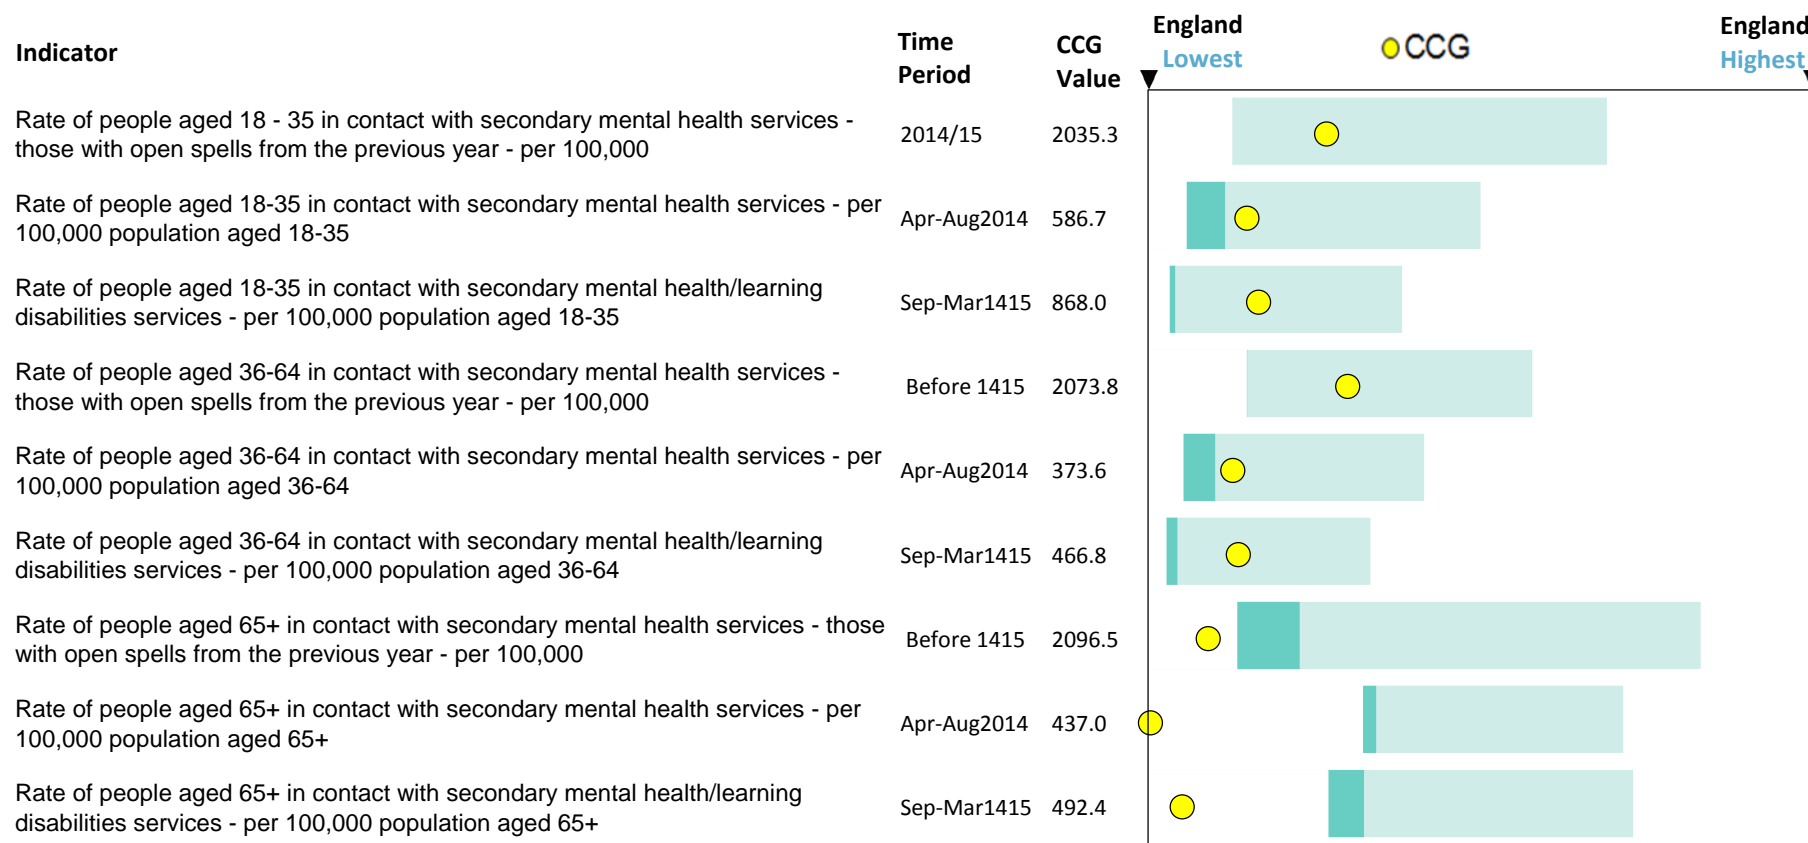 Indicator
Time
Period
CCG
Value
England
Lowest
CCG
England
Highest
Rate of people aged 18 - 35 in contact with secondary mental health services -
those with open spells from the previous year - per 100,000
2014/15
2035.3
Rate of people aged 18-35 in contact with secondary mental health services - per
100,000 population aged 18-35
Apr-Aug2014
586.7
Rate of people aged 18-35 in contact with secondary mental health/learning
disabilities services - per 100,000 population aged 18-35
Sep-Mar1415
868.0
Rate of people aged 36-64 in contact with secondary mental health services -
those with open spells from the previous year - per 100,000
Before 1415
2073.8
Rate of people aged 36-64 in contact with secondary mental health services - per
100,000 population aged 36-64
Apr-Aug2014
373.6
Rate of people aged 36-64 in contact with secondary mental health/learning
disabilities services - per 100,000 population aged 36-64
Sep-Mar1415
466.8
Rate of people aged 65+ in contact with secondary mental health services - those
with open spells from the previous year - per 100,000
Before 1415
2096.5
Rate of people aged 65+ in contact with secondary mental health services - per
100,000 population aged 65+
Apr-Aug2014
437.0
Rate of people aged 65+ in contact with secondary mental health/learning
disabilities services - per 100,000 population aged 65+
Sep-Mar1415
492.4